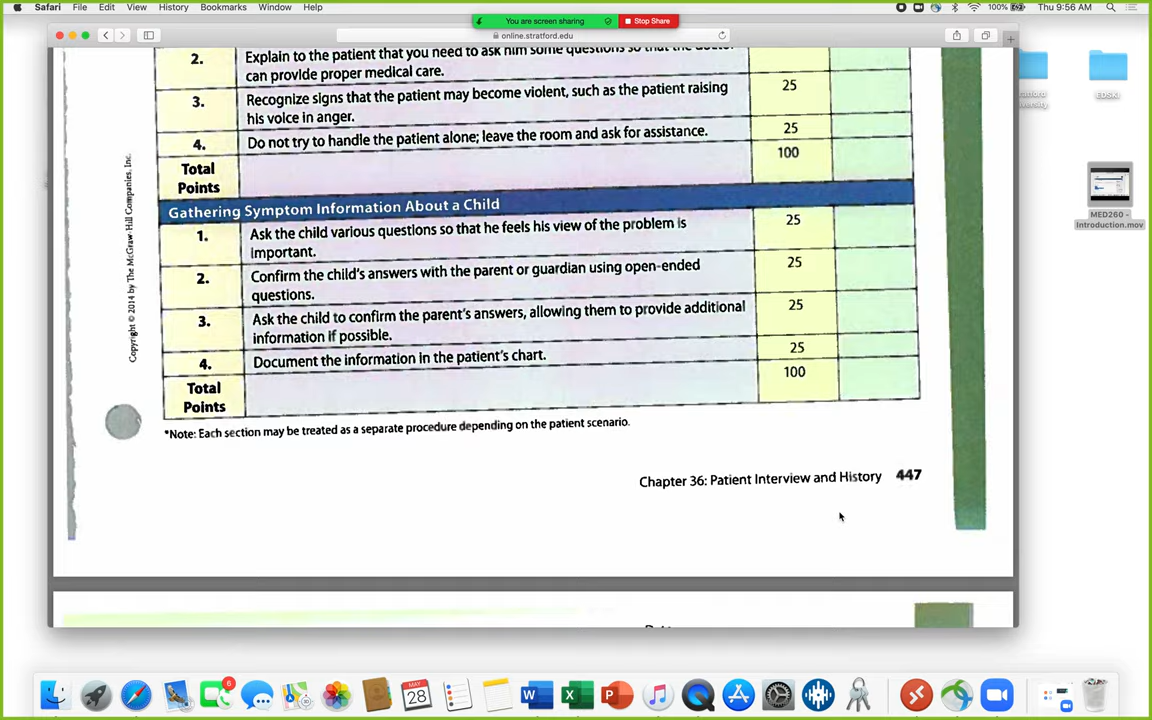 Safari File Edit View History Bookmarks Window Help
100%
Thu 9:56 AM
You are screen sharing
Stop Share
online.stratford.edu
2. Explain to the patient that you need to ask him some questions so that the doctor
can provide proper medical care.
3. Recognize signs that the patient may become violent, such as the patient raising 25
his voice in anger.
4. Do not try to handle the patient alone; leave the room and ask for assistance. 25
Total 100
Points
Gathering Symptom Information About a Child
1. Ask the child various questions so that he feels his view of the problem is 25
important.
2. Confirm the child's answers with the parent or guardian using open-ended 25
questions.
3. Ask the child to confirm the parent's answers, allowing them to provide additional 25
information if possible.
4. Document the information in the patient's chart. 25
Total 100
Points
*Note: Each section may be treated as a separate procedure depending on the patient scenario.
Chapter 36: Patient Interview and History 447
Copyright © 2014 by The McGraw-Hill Companies, Inc.
EDSKI
MED260 -
Introduction.mov
6
MAY
28
W
X
P